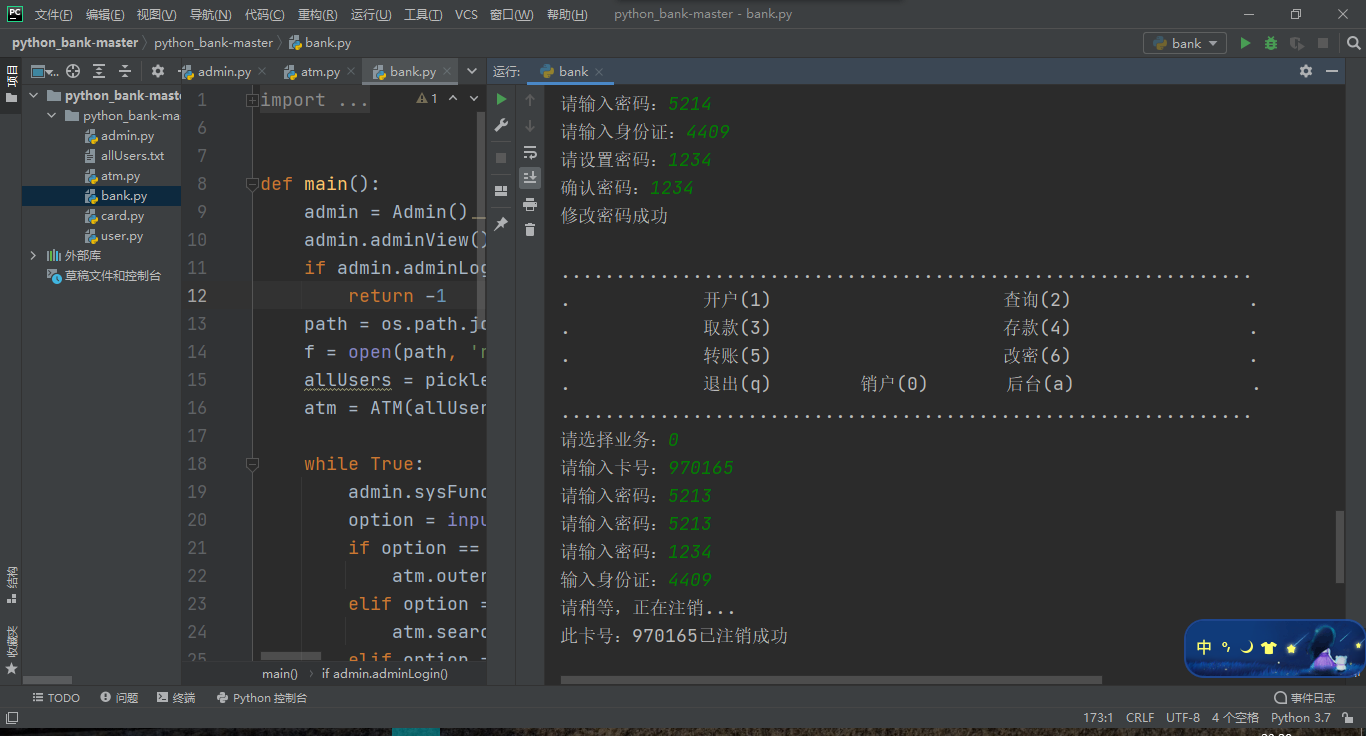 文件(F) 编辑(E) 视图(V) 导航(N) 代码(C) 重构(R) 运行(U) 工具(T) VCS 窗口(W) 帮助(H) python_bank-master - bank.py
python_bank-master python_bank-master bank.py bank
项目
admin.py atm.py bank.py
运行: bank
python_bank-maste
python_bank-ma
admin.py
allUsers.txt
atm.py
bank.py
card.py
user.py
外部库
草稿文件和控制台
结构
收藏夹
1 import ... 1
6
7
8 def main():
9 admin = Admin()
10 admin.adminView()
11 if admin.adminLog
12 return -1
13 path = os.path.jo
14 f = open(path, 'r
15 allUsers = pickle
16 atm = ATM(allUser
17
18 while True:
19 admin.sysFunc
20 option = inpu
21 if option ==
22 atm.outer
23 elif option =
24 atm.searc
25 elif option =
main() if admin.adminLogin()
请输入密码：5214
请输入身份证：4409
请设置密码：1234
确认密码：1234
修改密码成功
...............................................................
. 开户(1) 查询(2) .
. 取款(3) 存款(4) .
. 转账(5) 改密(6) .
. 退出(q) 销户(0) 后台(a) .
...............................................................
请选择业务：0
请输入卡号：970165
请输入密码：5213
请输入密码：5213
请输入密码：1234
输入身份证：4409
请稍等，正在注销...
此卡号：970165已注销成功
中
TODO 问题 终端 Python 控制台 事件日志
173:1 CRLF UTF-8 4 个空格 Python 3.7